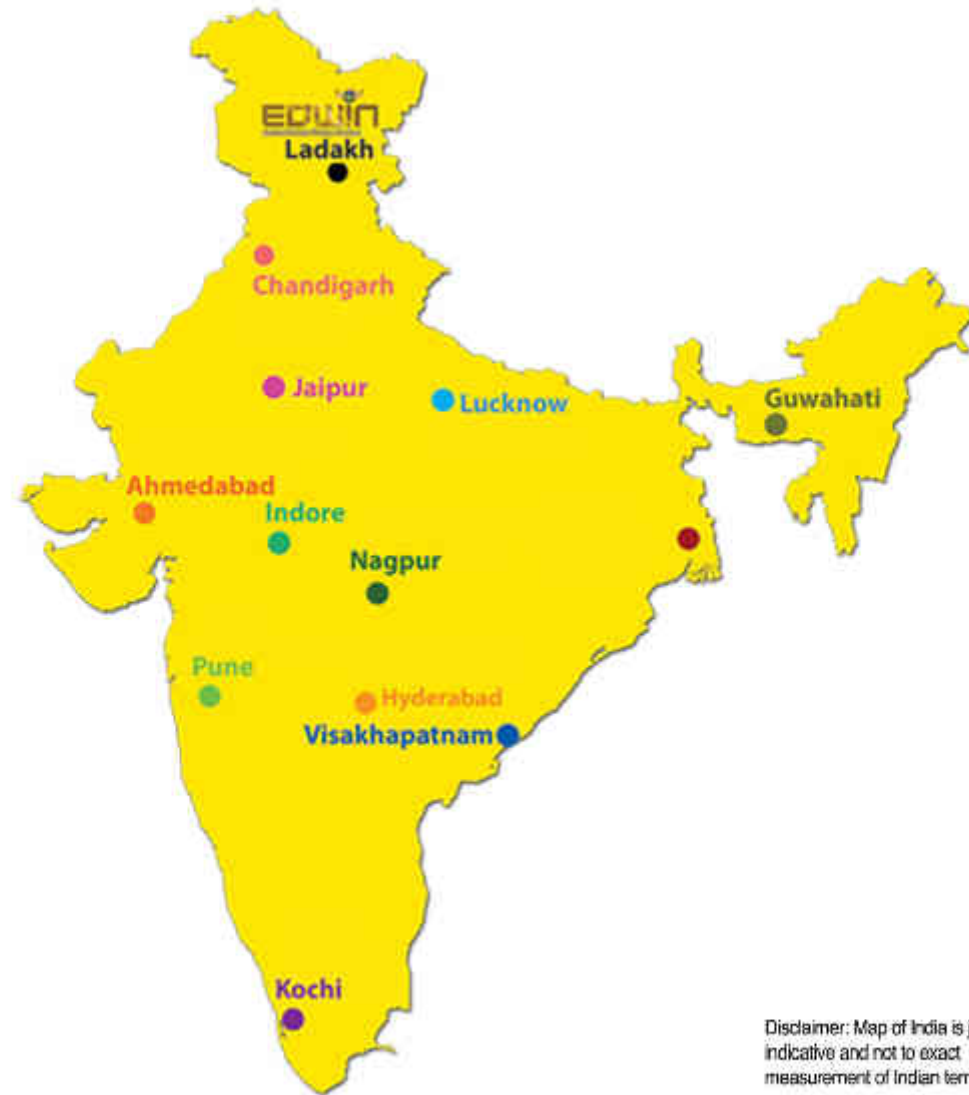 EDWIN
Ladakh
Chandigarh
Jaipur
Lucknow
Guwahati
Ahmedabad
Indore
Nagpur
Pune
Hyderabad
Visakhapatnam
Kochi
Disclaimer: Map of India is
indicative and not to exact
measurement of Indian